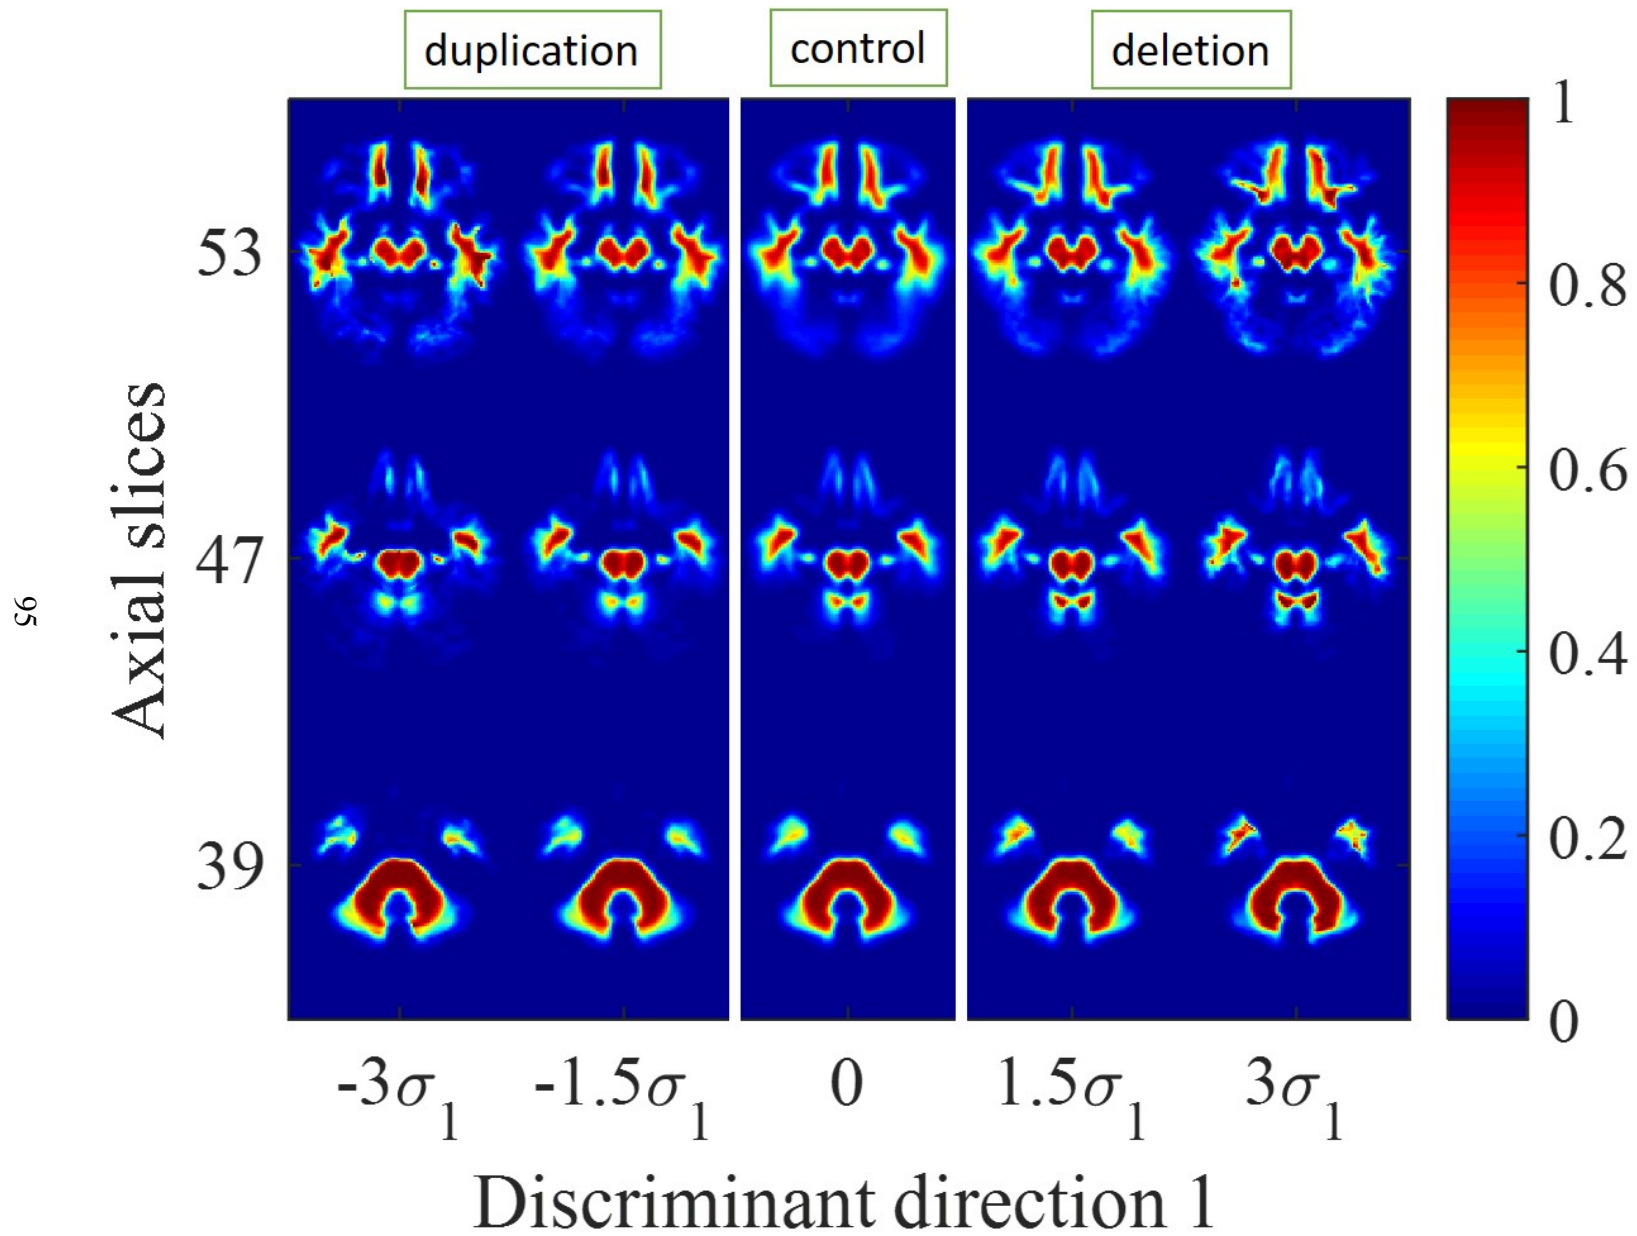 duplication control deletion
1
0.8
0.6
0.4
0.2
0
Axial slices
53
47
39
-3σ1 -1.5σ1 0 1.5σ1 3σ1
Discriminant direction 1
95